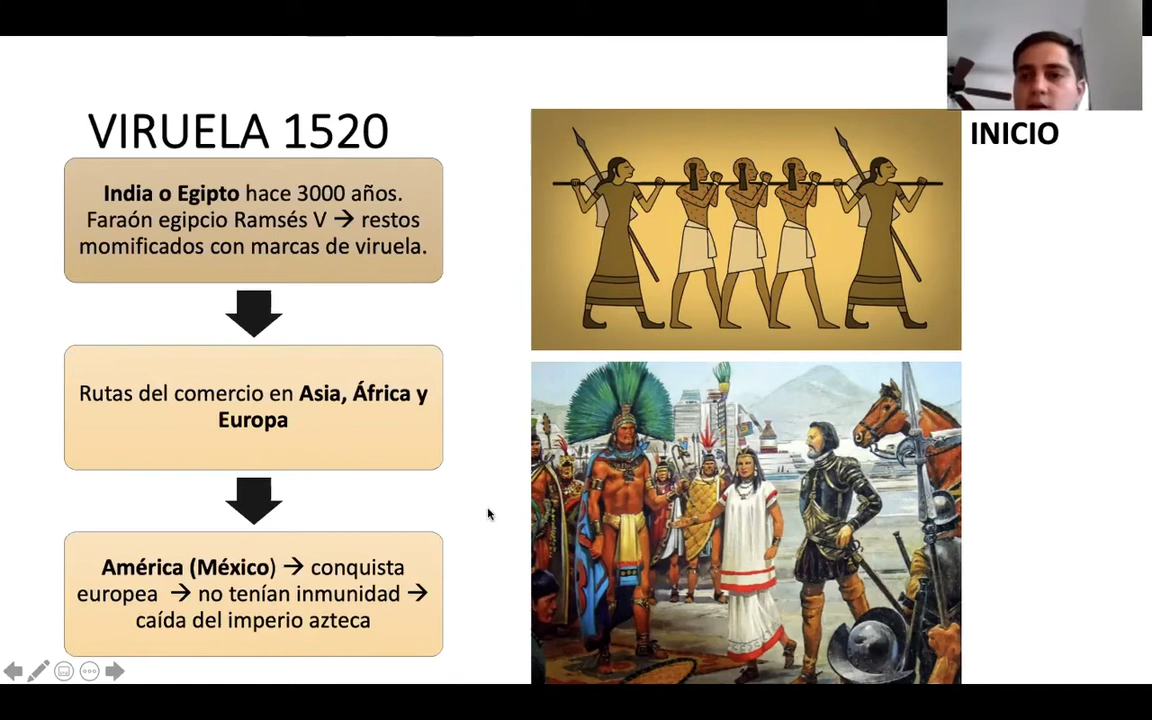 VIRUELA 1520
India o Egipto hace 3000 años.
Faraón egipcio Ramsés V → restos
momificados con marcas de viruela.
Rutas del comercio en Asia, África y
Europa
América (México) → conquista
europea → no tenían inmunidad →
caída del imperio azteca
INICIO